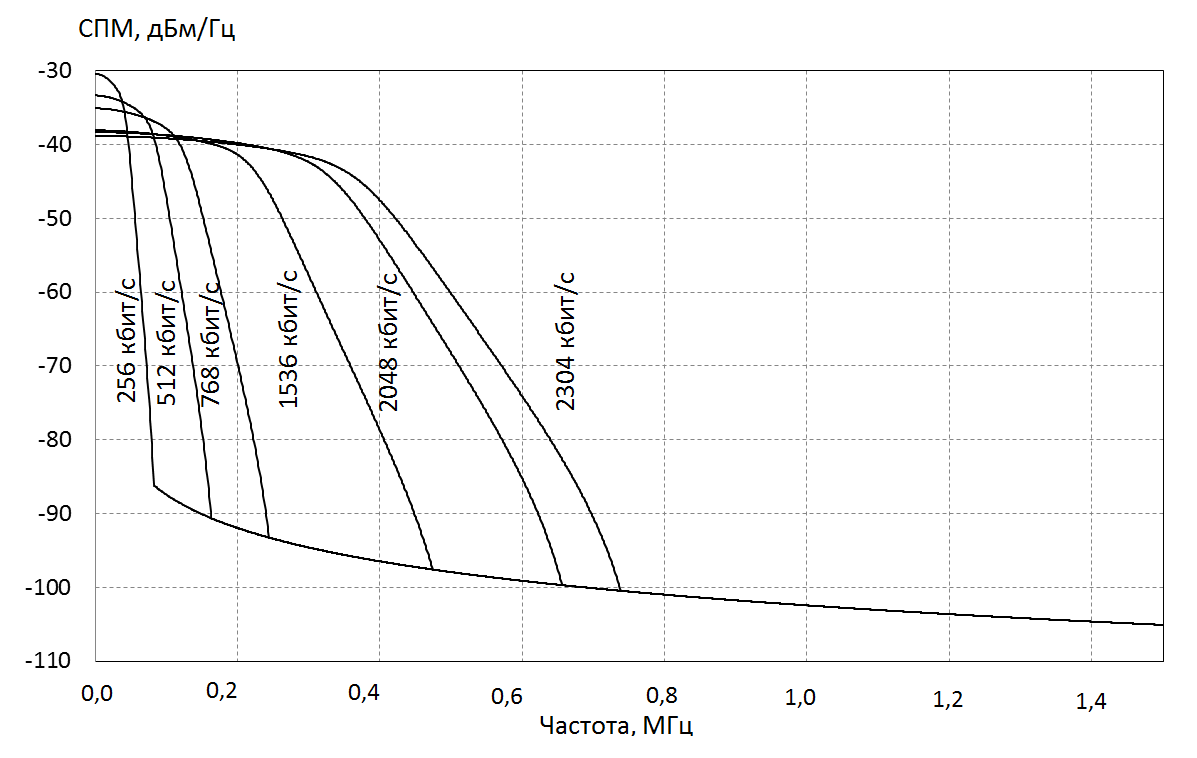 СПМ, дБм/Гц
-30
-40
-50
-60
-70
-80
-90
-100
-110
256 кбит/с
512 кбит/с
768 кбит/с
1536 кбит/с
2048 кбит/с
2304 кбит/с
0,0
0,2
0,4
0,6
0,8
1,0
1,2
1,4
Частота, МГц